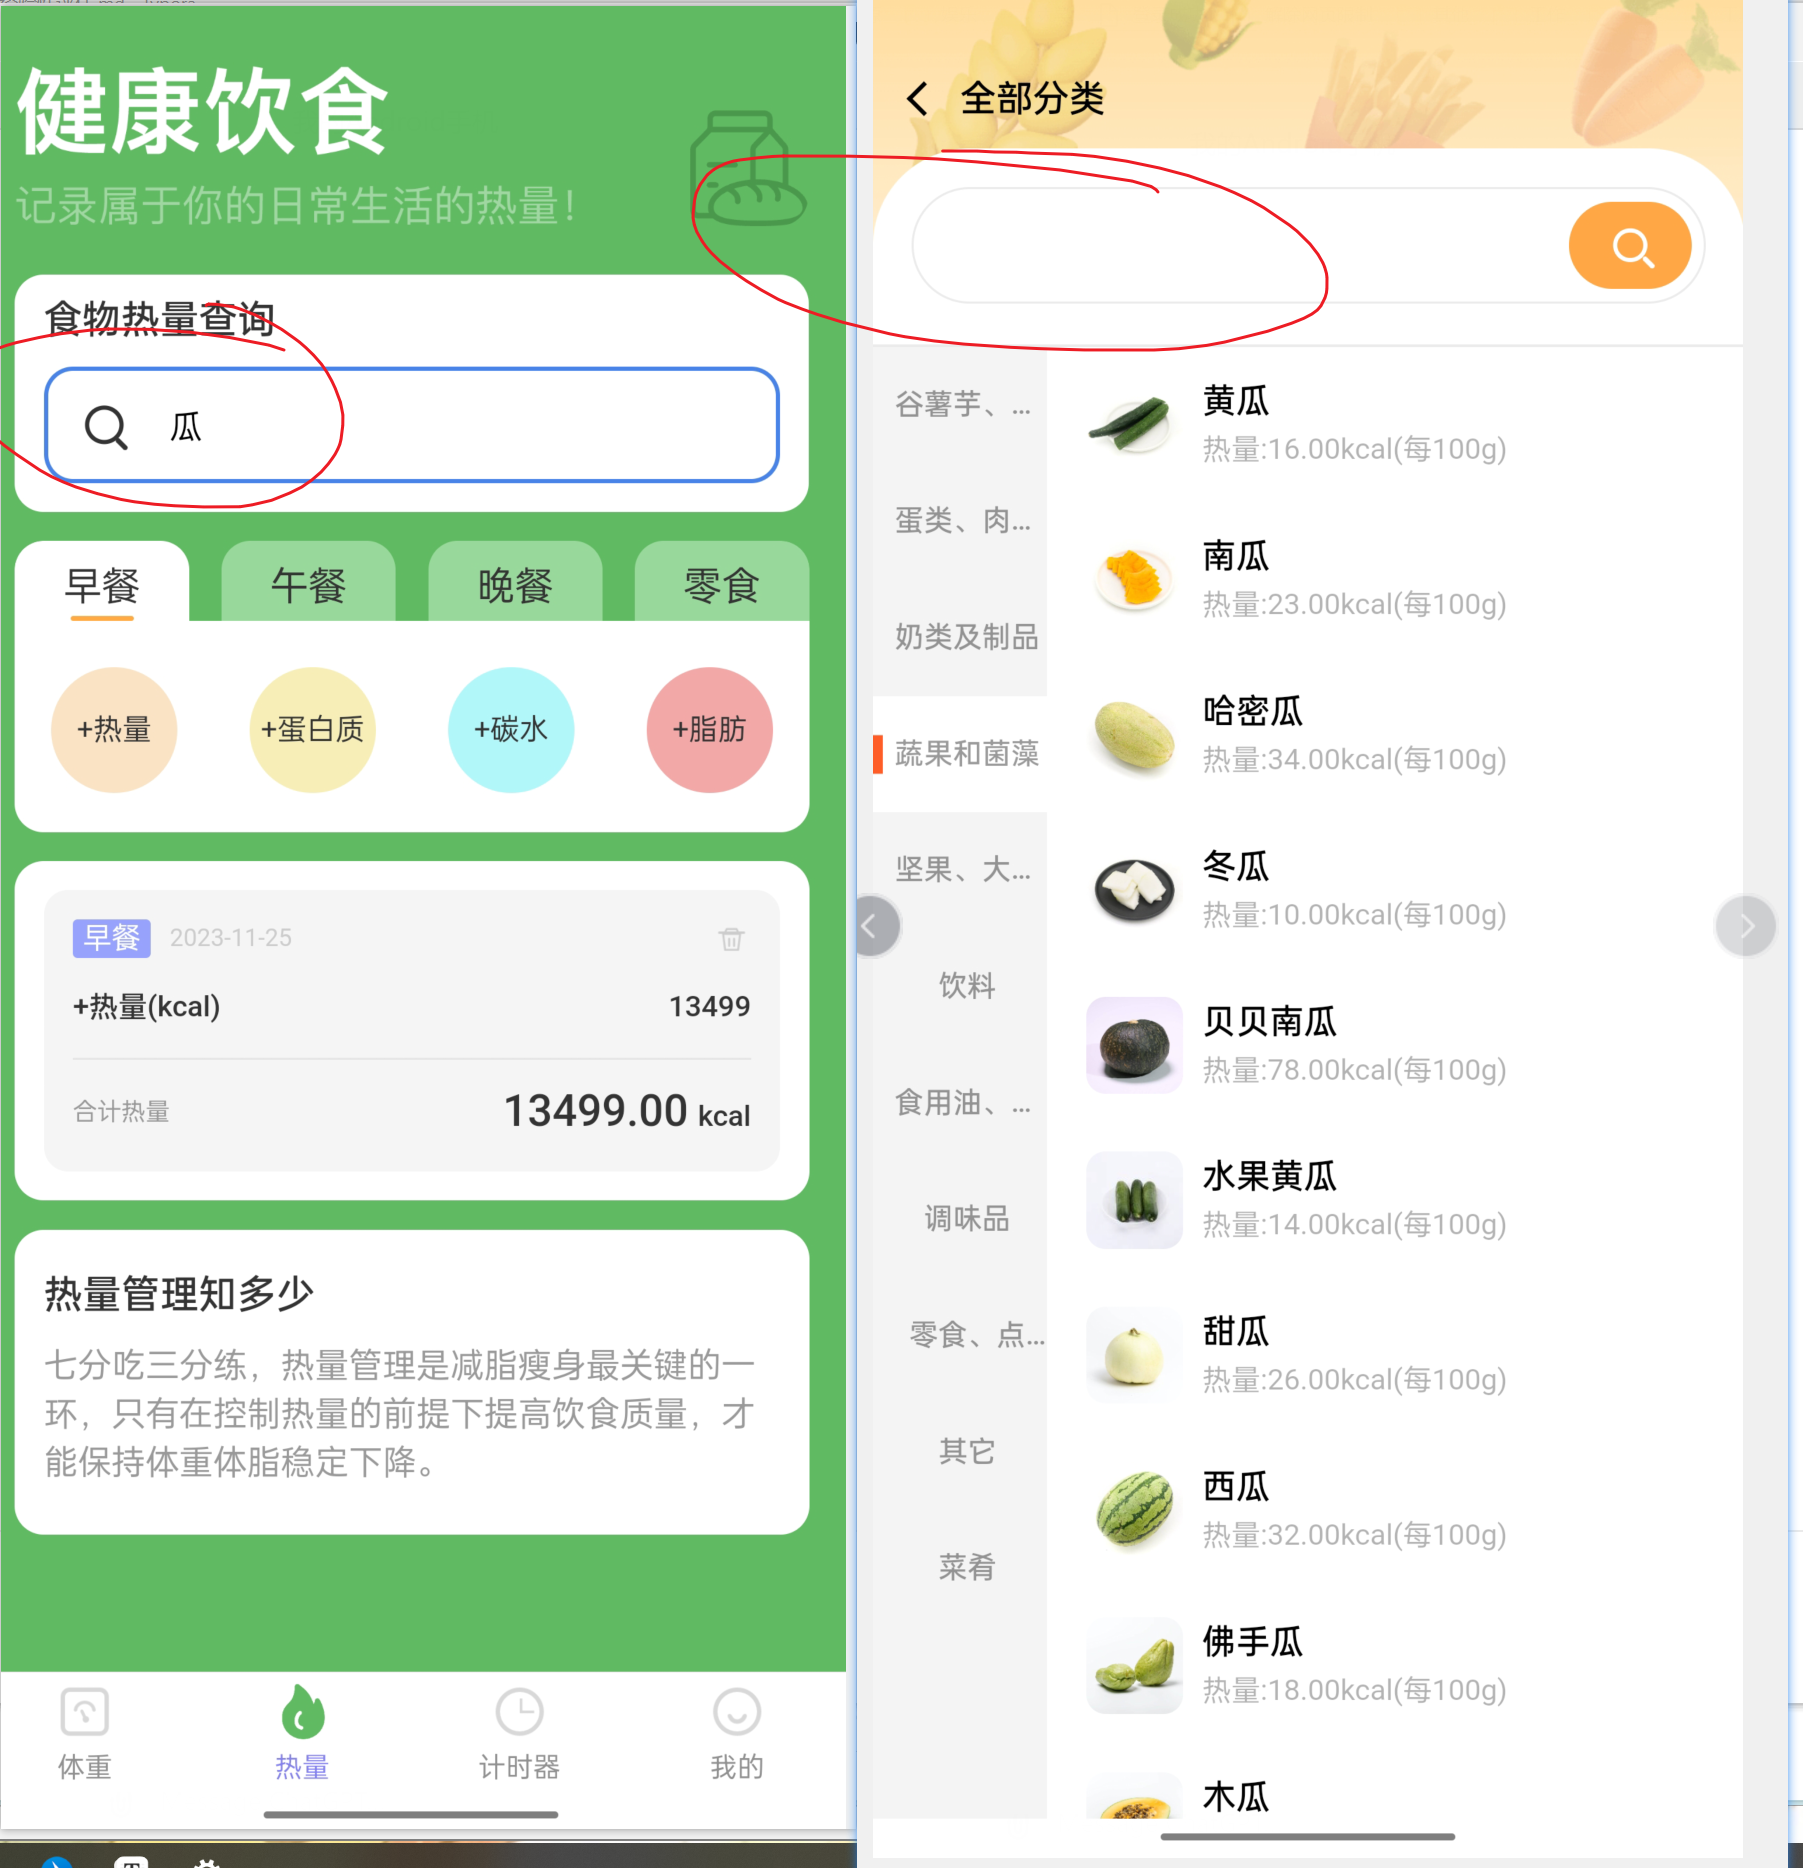 健康饮食
记录属于你的日常生活的热量！
食物热量查询
瓜
早餐
午餐
晚餐
零食
+热量
+蛋白质
+碳水
+脂肪
早餐
2023-11-25
+热量(kcal)
13499
合计热量
13499.00 kcal
热量管理知多少
七分吃三分练，热量管理是减脂瘦身最关键的一
环，只有在控制热量的前提下提高饮食质量，才
能保持体重体脂稳定下降。
体重
热量
计时器
我的
全部分类
谷薯芋、...
蛋类、肉...
奶类及制品
蔬果和菌藻
坚果、大...
饮料
食用油、...
调味品
零食、点...
其它
菜肴
黄瓜
热量:16.00kcal(每100g)
南瓜
热量:23.00kcal(每100g)
哈密瓜
热量:34.00kcal(每100g)
冬瓜
热量:10.00kcal(每100g)
贝贝南瓜
热量:78.00kcal(每100g)
水果黄瓜
热量:14.00kcal(每100g)
甜瓜
热量:26.00kcal(每100g)
西瓜
热量:32.00kcal(每100g)
佛手瓜
热量:18.00kcal(每100g)
木瓜